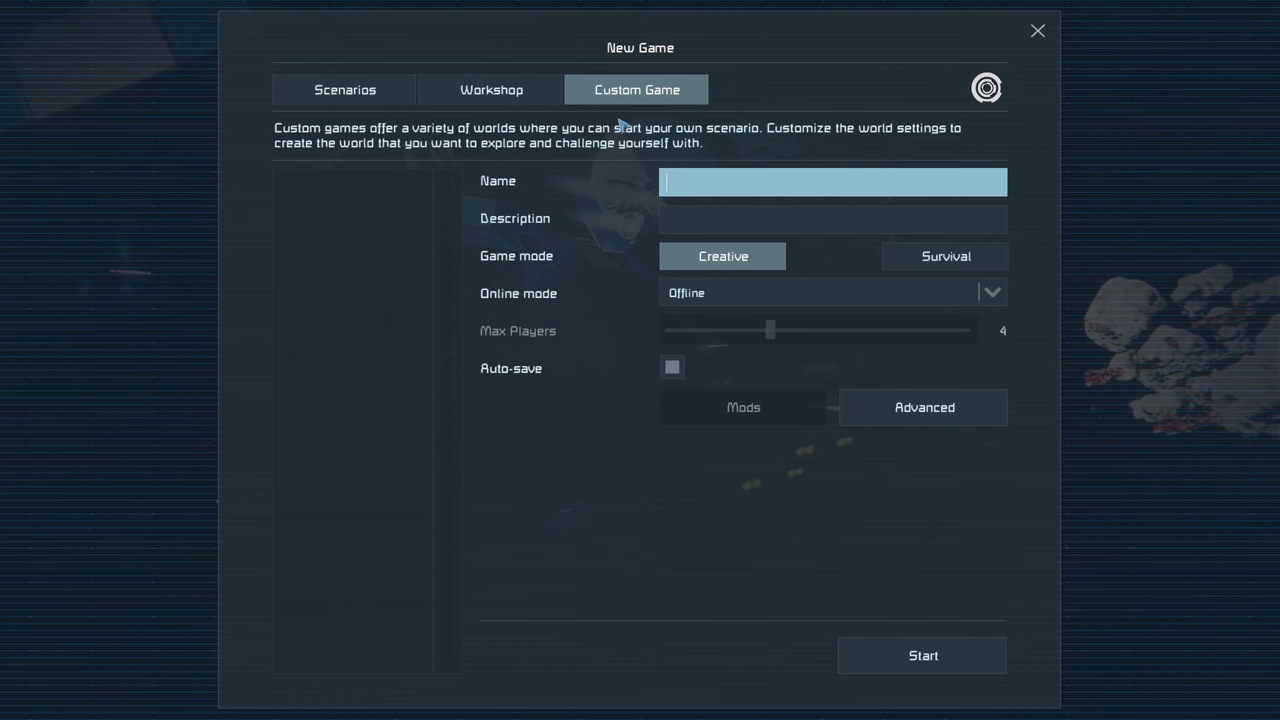 New Game
Scenarios
Workshop
Custom Game
Custom games offer a variety of worlds where you can start your own scenario. Customize the world settings to
create the world that you want to explore and challenge yourself with.
Name
Description
Game mode
Creative
Survival
Online mode
Offline
Max Players
4
Auto-save
Mods
Advanced
Start